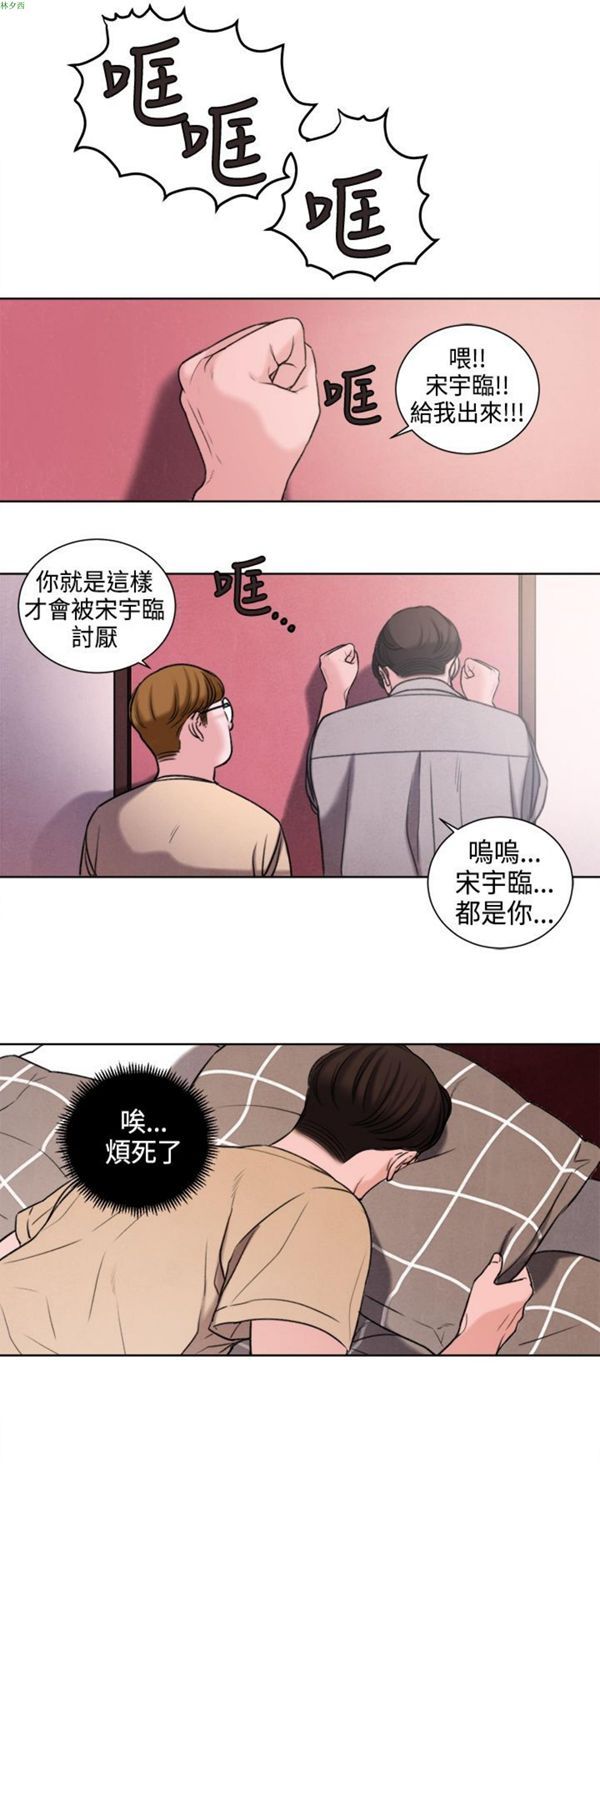 林夕西
哐
哐
哐
哐
喂!!
宋宇臨!!
給我出來!!!
你就是這樣
才會被宋宇臨
討厭
哐...
嗚嗚...
宋宇臨...
都是你...
唉...
煩死了